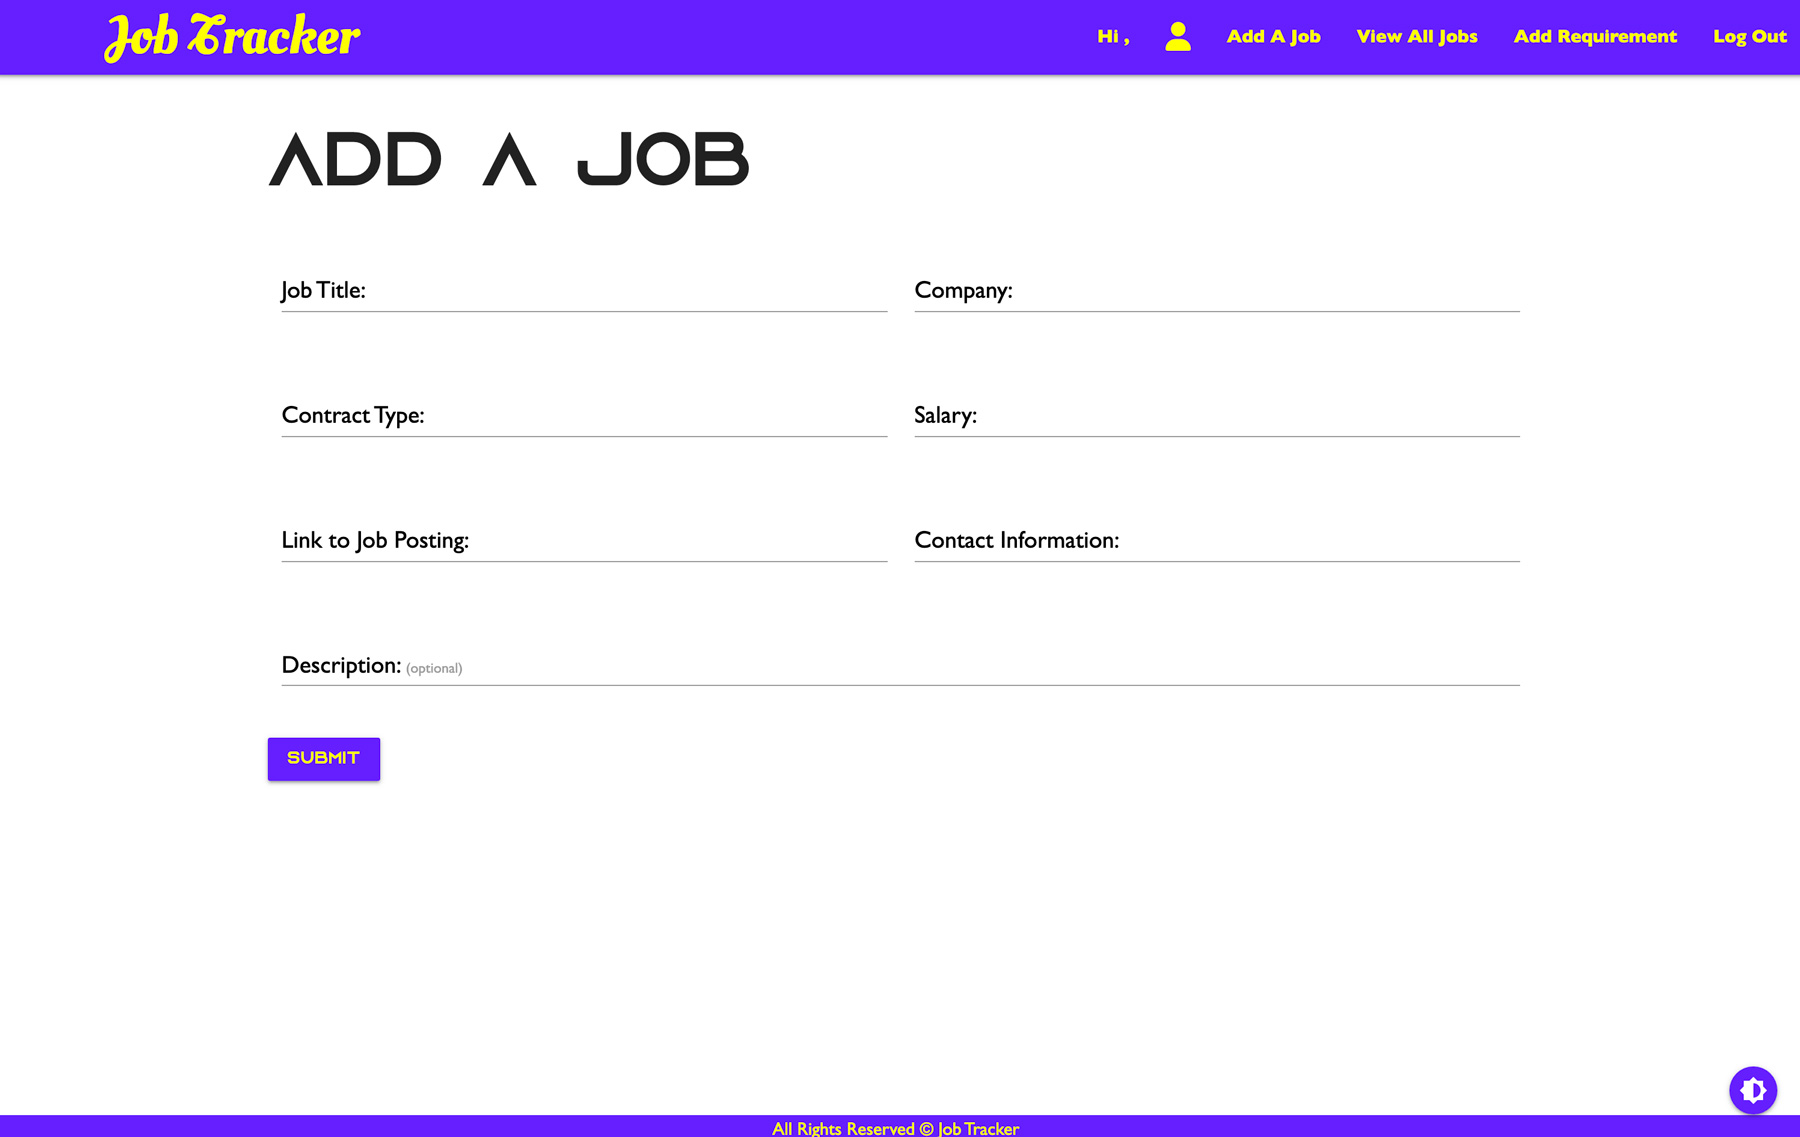 Job Tracker
Hi , Add A Job View All Jobs Add Requirement Log Out
ADD A JOB
Job Title: Company:
Contract Type: Salary:
Link to Job Posting: Contact Information:
Description: (optional)
SUBMIT
All Rights Reserved © Job Tracker